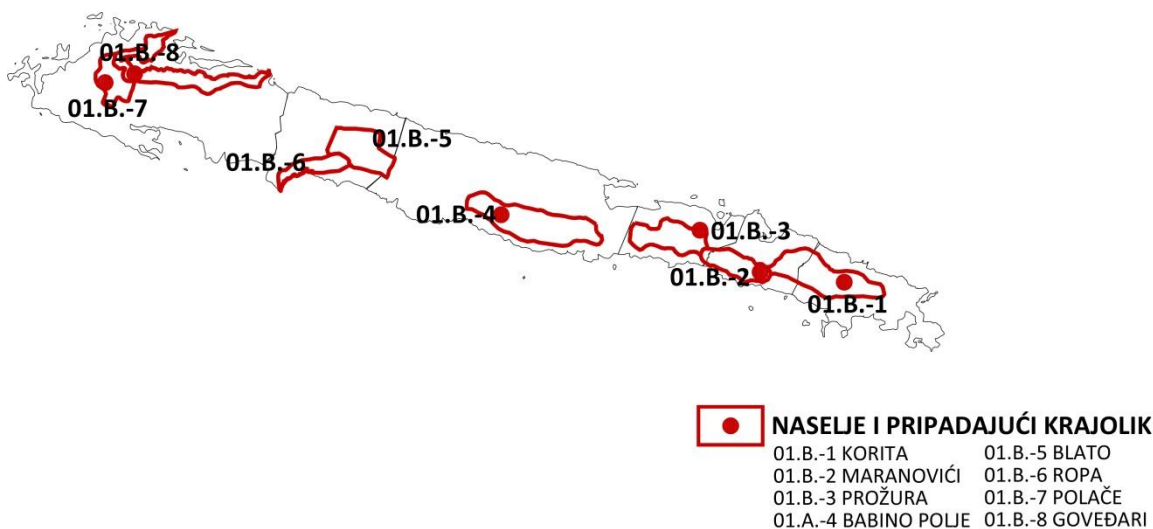 01.B.-8
01.B.-7
01.B.-5
01.B.-6
01.B.-4
01.B.-3
01.B.-2
01.B.-1
NASELJE I PRIPADAJUĆI KRAJOLIK
01.B.-1 KORITA
01.B.-2 MARANOVIĆI
01.B.-3 PROŽURA
01.A.-4 BABINO POLJE
01.B.-5 BLATO
01.B.-6 ROPA
01.B.-7 POLAČE
01.B.-8 GOVEĐARI